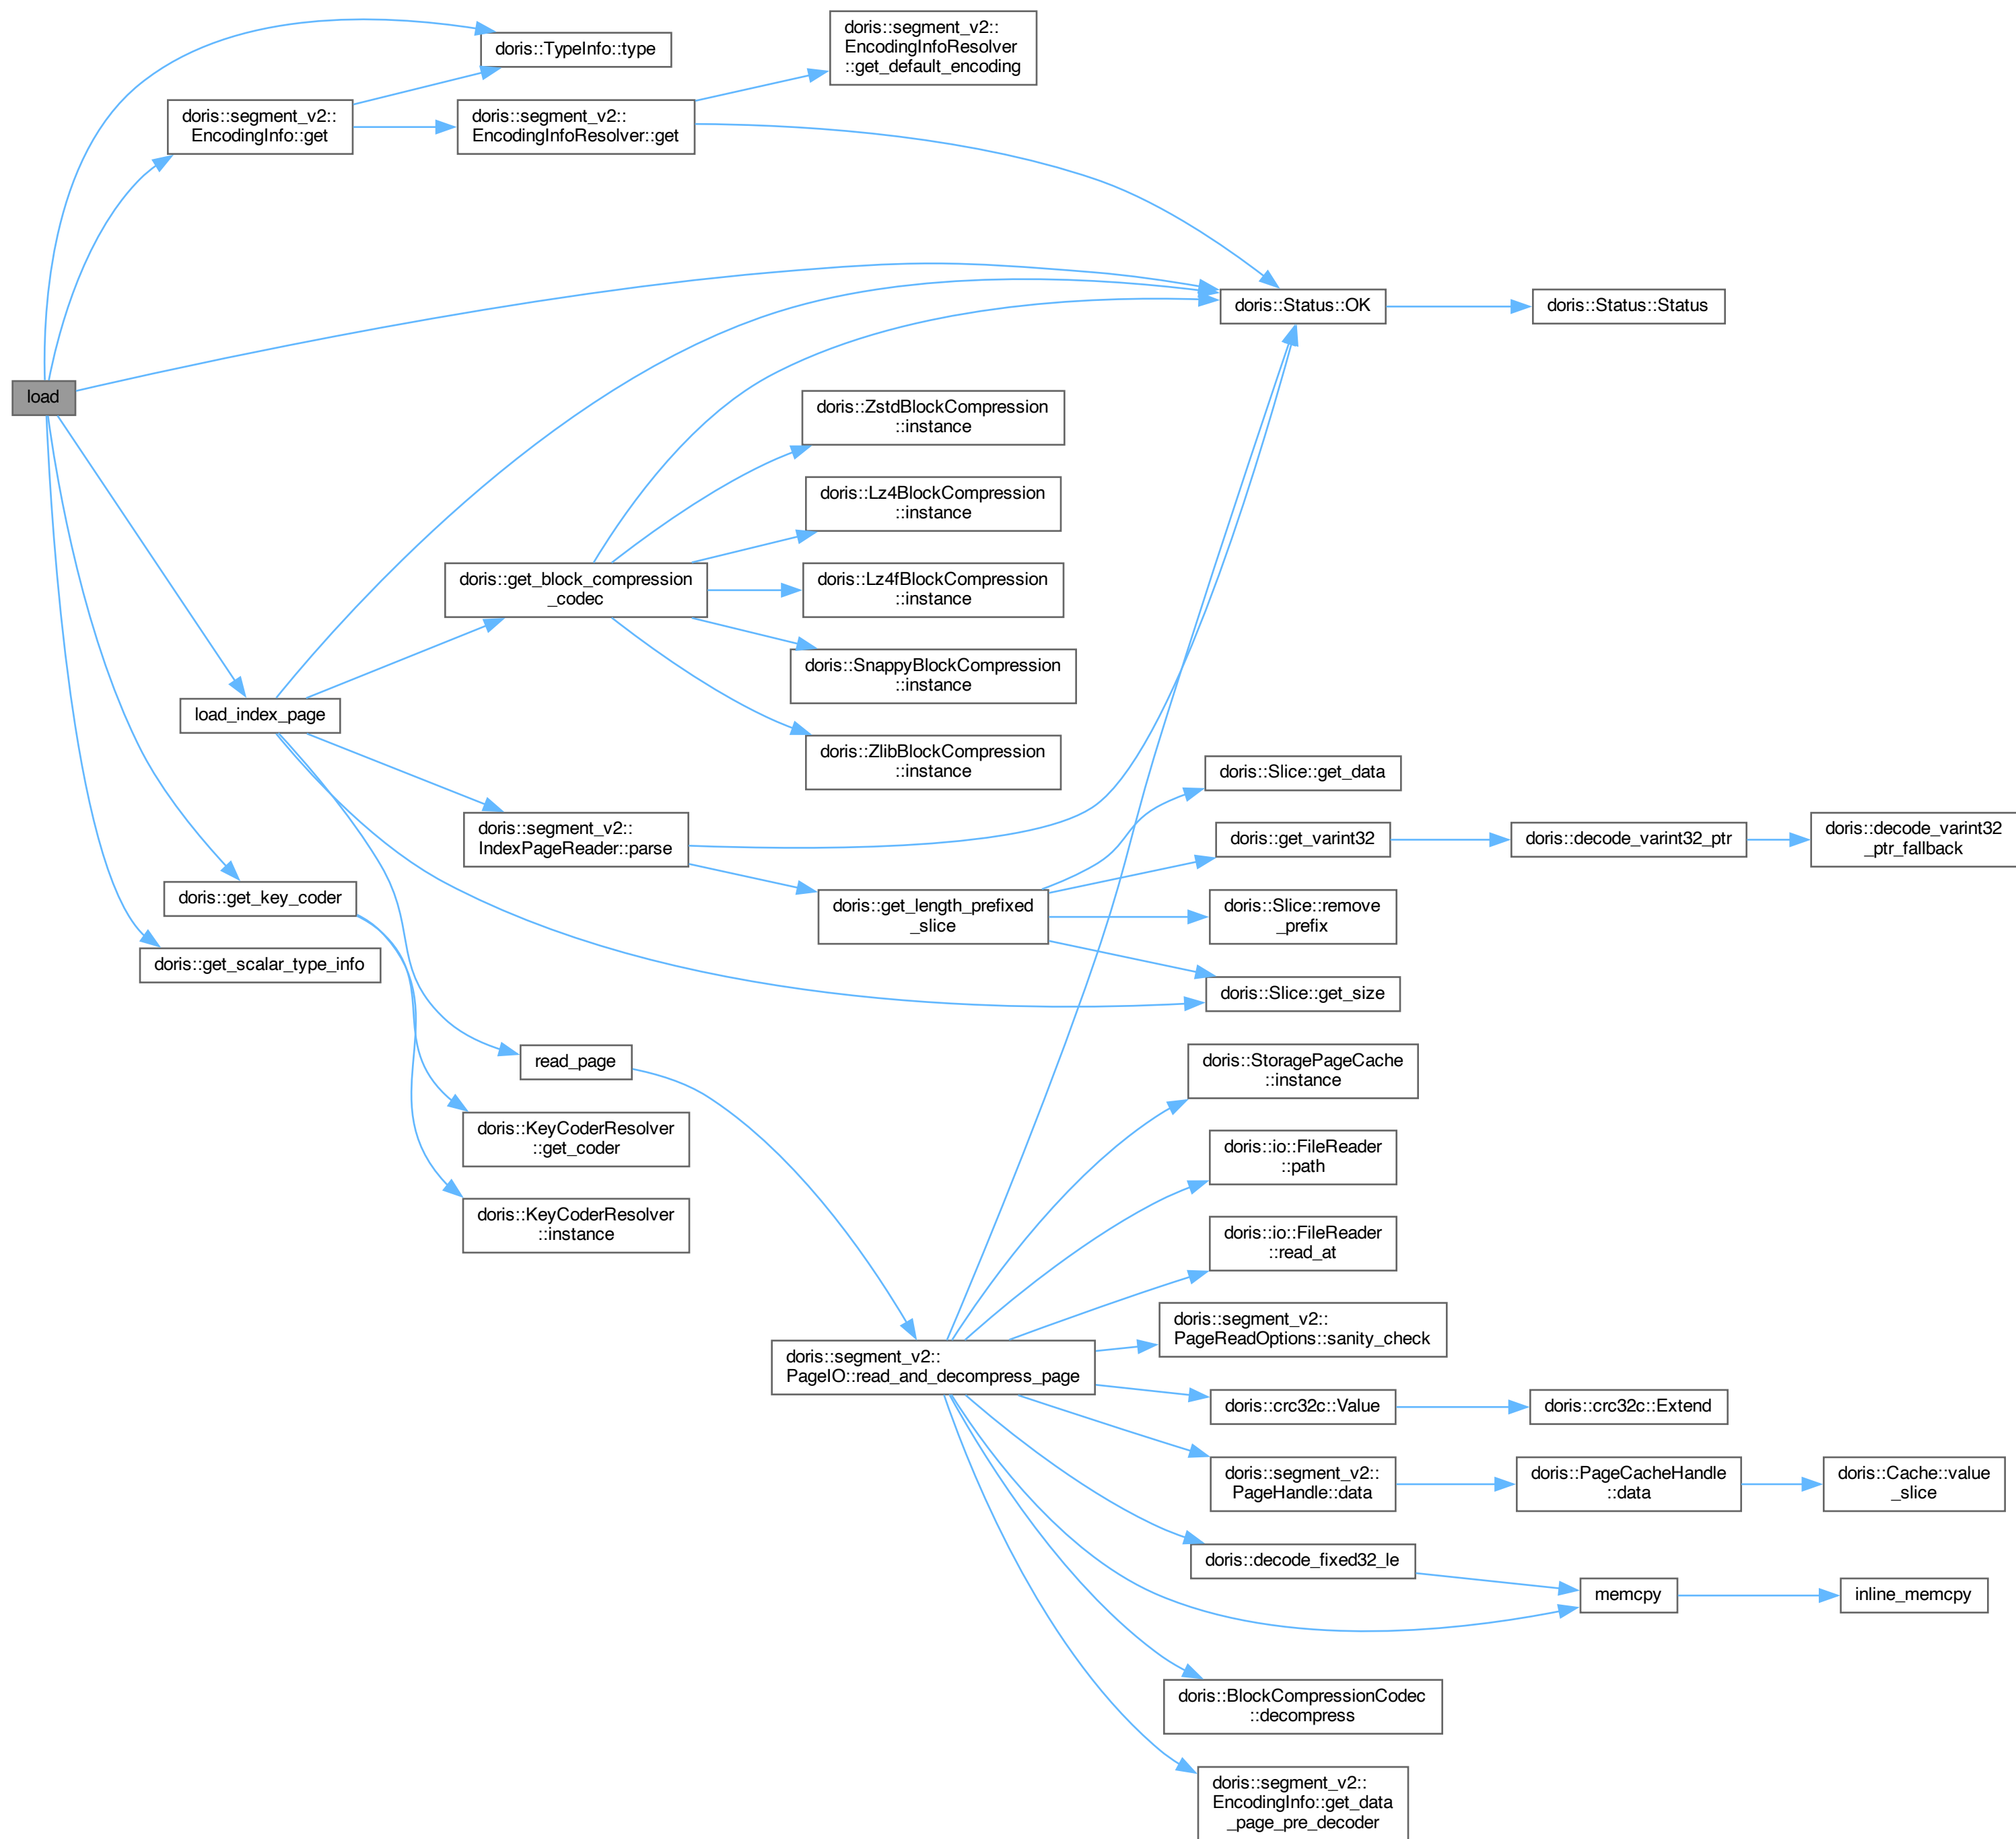 load
doris::TypeInfo::type
doris::segment_v2::
EncodingInfo::get
doris::segment_v2::
EncodingInfoResolver::get
doris::segment_v2::
EncodingInfoResolver
::get_default_encoding
doris::Status::OK
doris::Status::Status
load_index_page
doris::get_block_compression
_codec
doris::ZstdBlockCompression
::instance
doris::Lz4BlockCompression
::instance
doris::Lz4fBlockCompression
::instance
doris::SnappyBlockCompression
::instance
doris::ZlibBlockCompression
::instance
doris::segment_v2::
IndexPageReader::parse
doris::get_length_prefixed
_slice
doris::Slice::get_data
doris::get_varint32
doris::decode_varint32_ptr
doris::decode_varint32
_ptr_fallback
doris::Slice::remove
_prefix
doris::Slice::get_size
doris::get_key_coder
doris::get_scalar_type_info
read_page
doris::KeyCoderResolver
::get_coder
doris::KeyCoderResolver
::instance
doris::segment_v2::
PageIO::read_and_decompress_page
doris::StoragePageCache
::instance
doris::io::FileReader
::path
doris::io::FileReader
::read_at
doris::segment_v2::
PageReadOptions::sanity_check
doris::crc32c::Value
doris::crc32c::Extend
doris::segment_v2::
PageHandle::data
doris::PageCacheHandle
::data
doris::Cache::value
_slice
doris::decode_fixed32_le
memcpy
inline_memcpy
doris::BlockCompressionCodec
::decompress
doris::segment_v2::
EncodingInfo::get_data
_page_pre_decoder